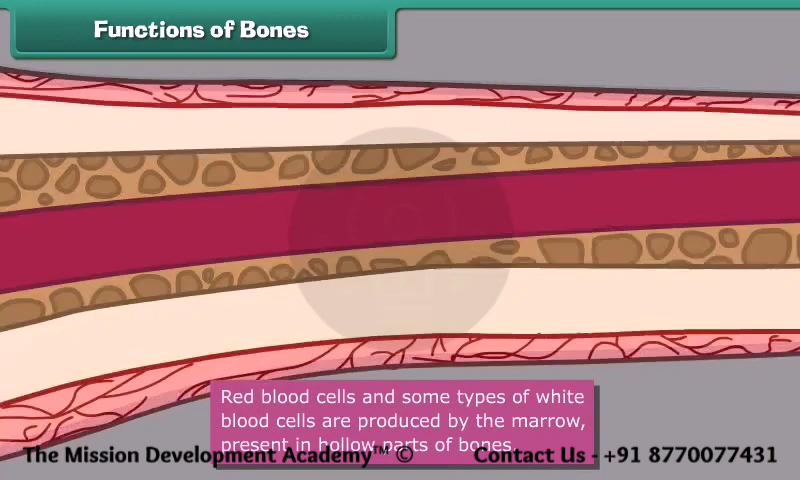 Functions of Bones
Red blood cells and some types of white
blood cells are produced by the marrow,
present in hollow parts of bones.
The Mission Development Academy™ © Contact Us - +91 8770077431